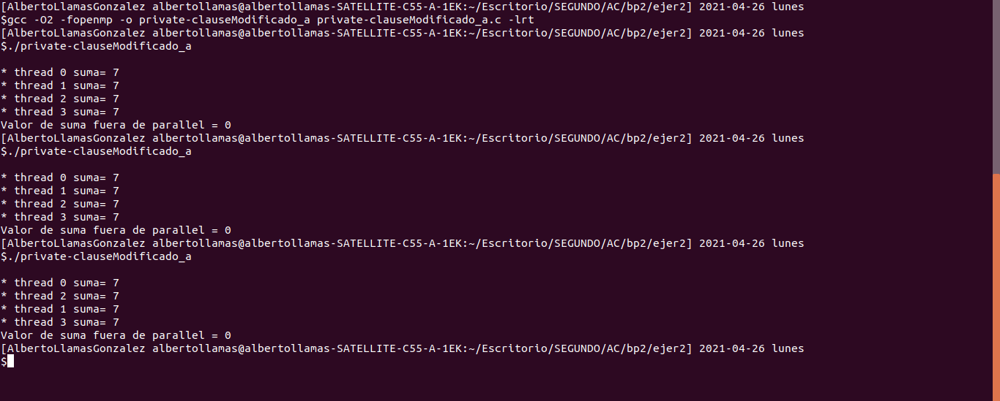 [AlbertoLlamasGonzalez albertollamas@albertollamas-SATELLITE-C55-A-1EK:~/Escritorio/SEGUNDO/AC/bp2/ejer2] 2021-04-26 lunes
$gcc -O2 -fopenmp -o private-clauseModificado_a private-clauseModificado_a.c -lrt
[AlbertoLlamasGonzalez albertollamas@albertollamas-SATELLITE-C55-A-1EK:~/Escritorio/SEGUNDO/AC/bp2/ejer2] 2021-04-26 lunes
$./private-clauseModificado_a
* thread 0 suma= 7
* thread 1 suma= 7
* thread 2 suma= 7
* thread 3 suma= 7
Valor de suma fuera de parallel = 0
[AlbertoLlamasGonzalez albertollamas@albertollamas-SATELLITE-C55-A-1EK:~/Escritorio/SEGUNDO/AC/bp2/ejer2] 2021-04-26 lunes
$./private-clauseModificado_a
* thread 0 suma= 7
* thread 1 suma= 7
* thread 2 suma= 7
* thread 3 suma= 7
Valor de suma fuera de parallel = 0
[AlbertoLlamasGonzalez albertollamas@albertollamas-SATELLITE-C55-A-1EK:~/Escritorio/SEGUNDO/AC/bp2/ejer2] 2021-04-26 lunes
$./private-clauseModificado_a
* thread 0 suma= 7
* thread 2 suma= 7
* thread 1 suma= 7
* thread 3 suma= 7
Valor de suma fuera de parallel = 0
[AlbertoLlamasGonzalez albertollamas@albertollamas-SATELLITE-C55-A-1EK:~/Escritorio/SEGUNDO/AC/bp2/ejer2] 2021-04-26 lunes
$